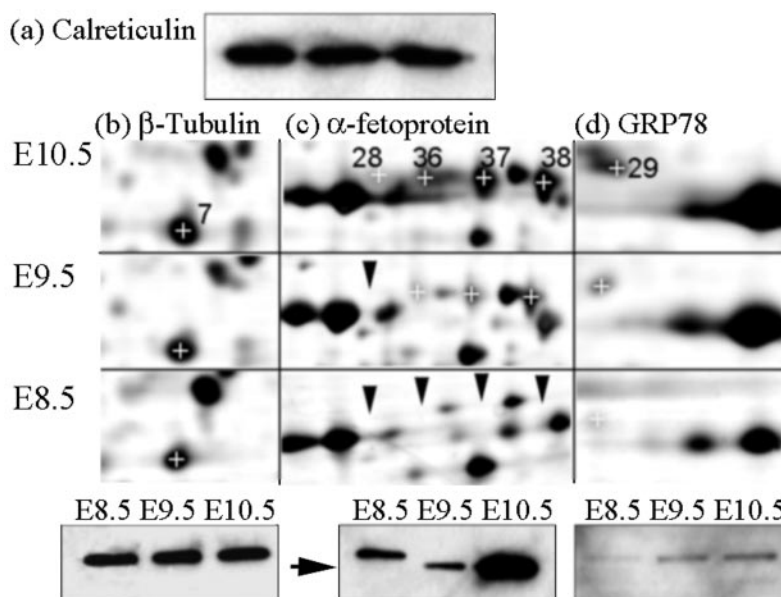 (a) Calreticulin
(b) β-Tubulin (c) α-fetoprotein (d) GRP78
E10.5
28 36 37 38
29
7
E9.5
E8.5
E8.5 E9.5 E10.5 E8.5 E9.5 E10.5 E8.5 E9.5 E10.5